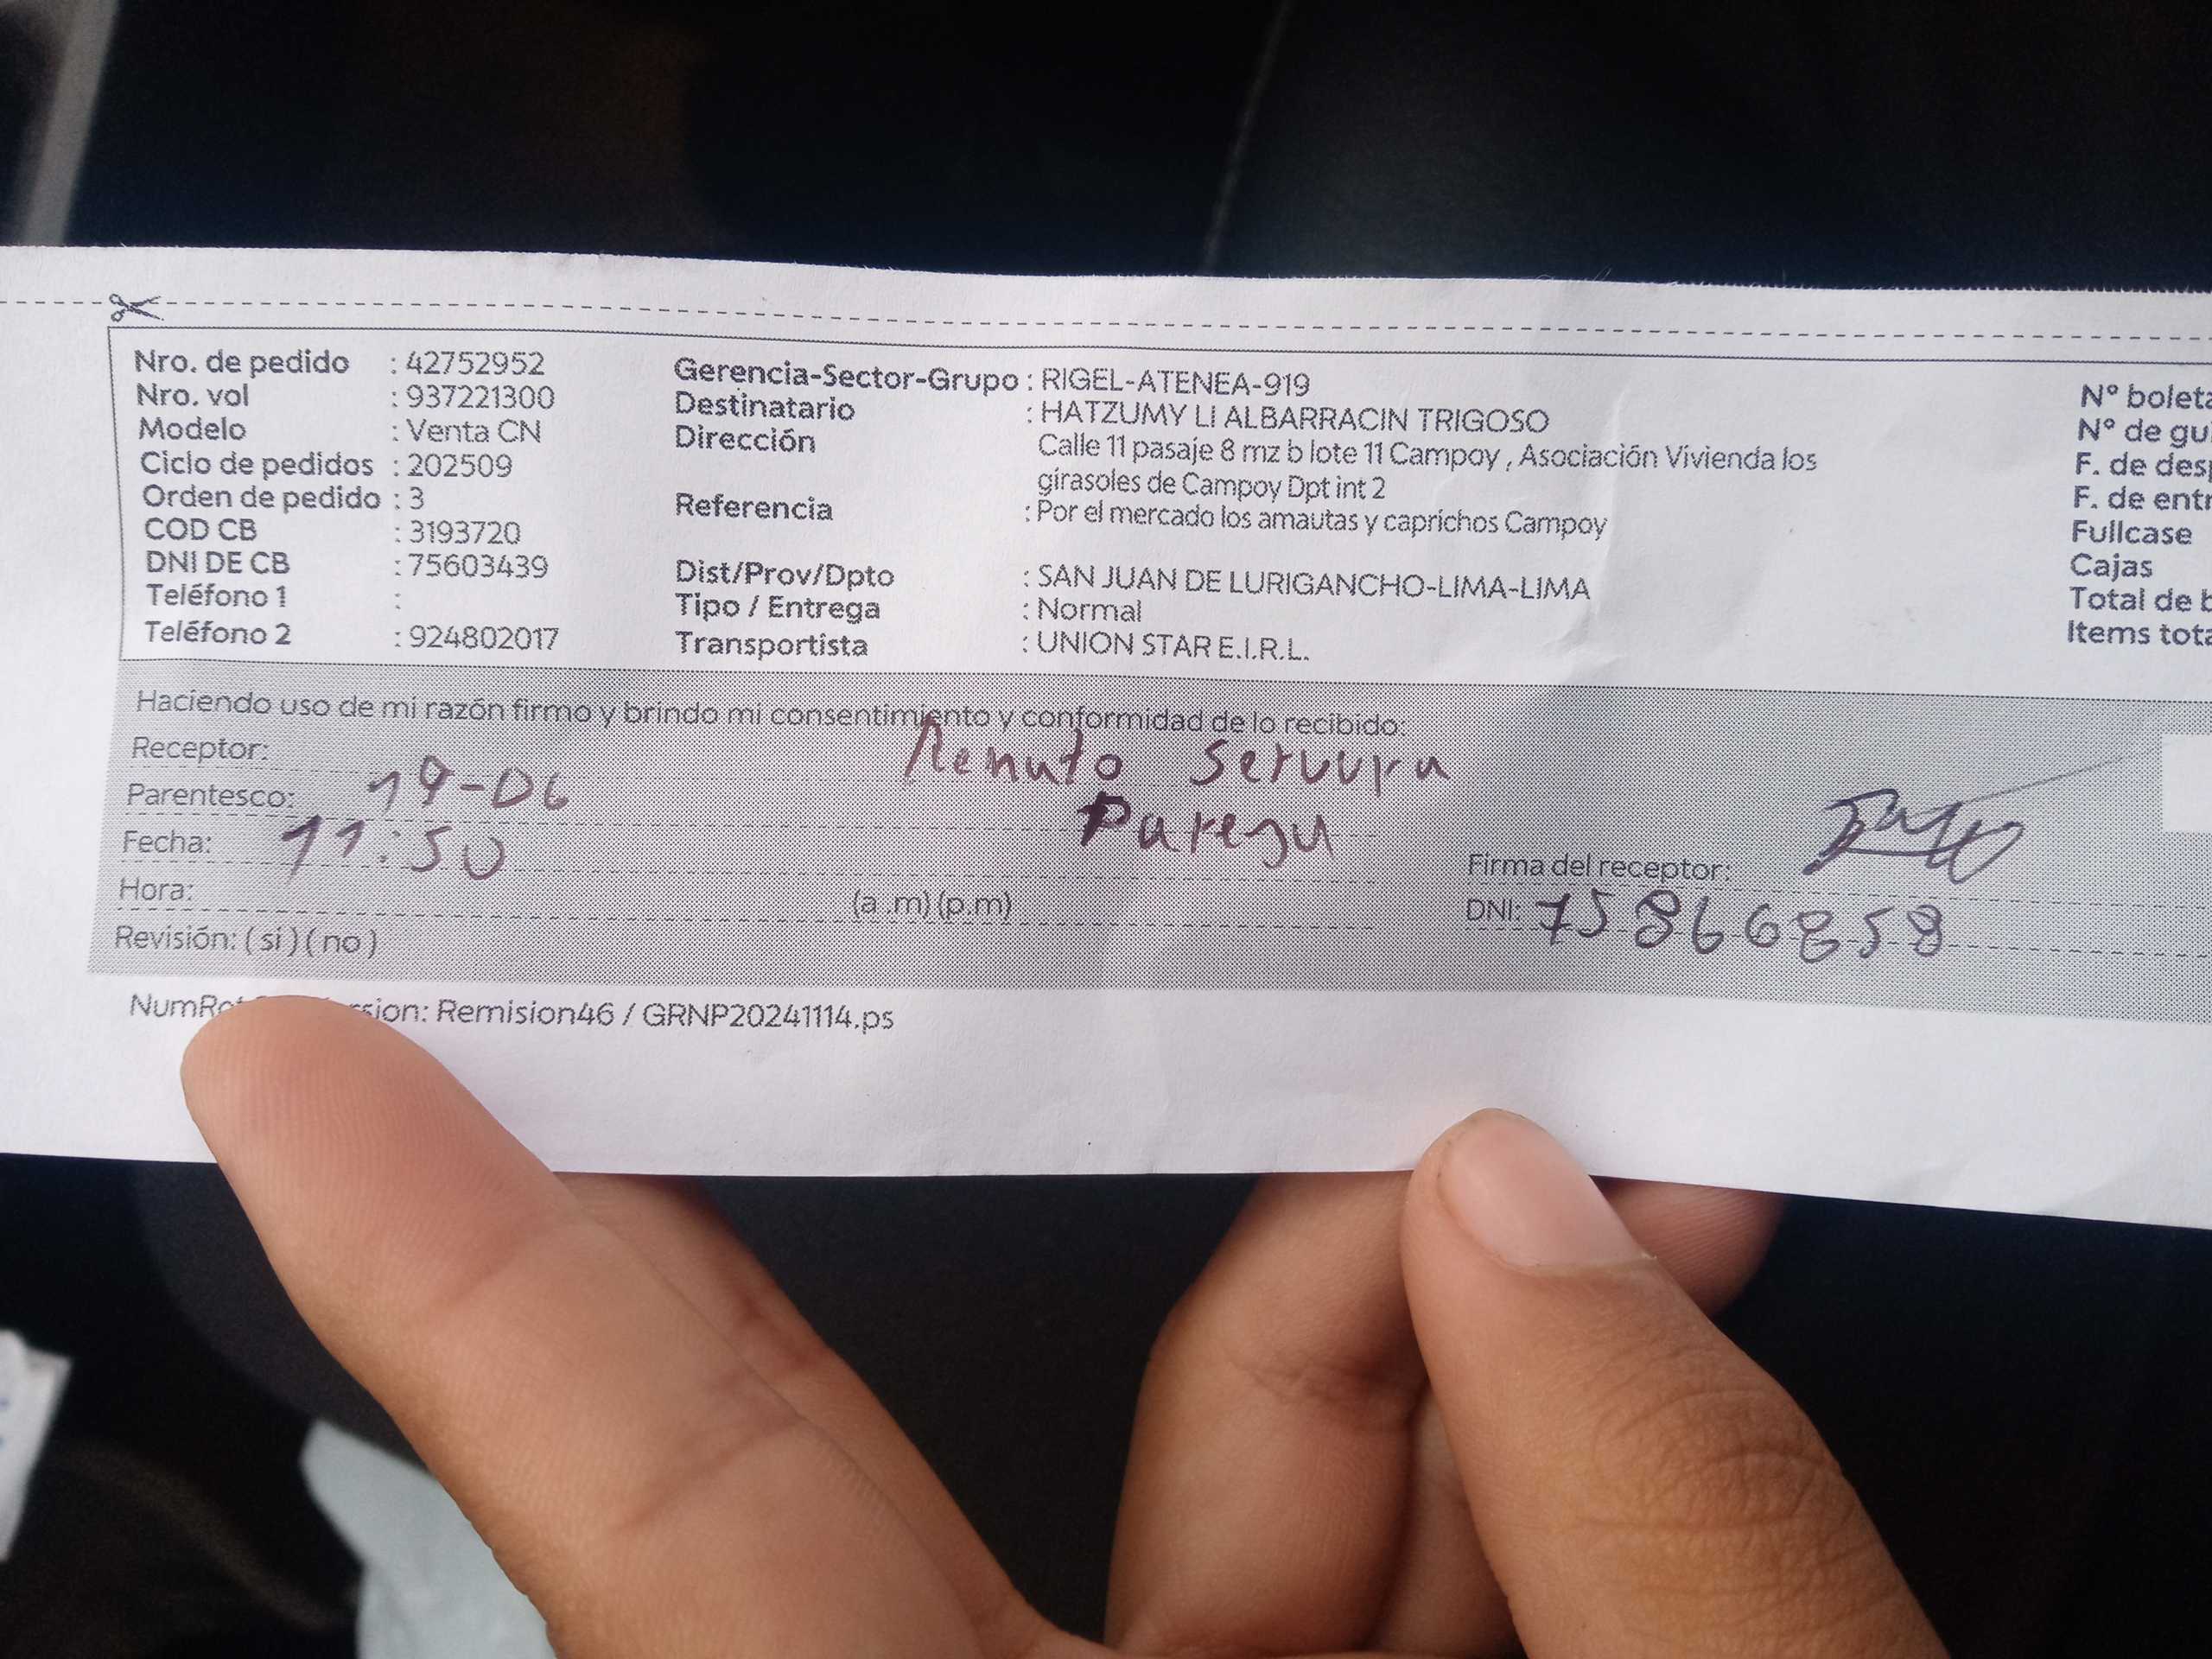 Nro. de pedido : 42752952
Nro. vol : 937221300
Modelo : Venta CN
Ciclo de pedidos : 202509
Orden de pedido : 3
COD CB : 3193720
DNI DE CB : 75603439
Teléfono 1 :
Teléfono 2 : 924802017
Gerencia-Sector-Grupo : RIGEL-ATENEA-919
Destinatario : HATZUMY LI ALBARRACIN TRIGOSO
Dirección Calle 11 pasaje 8 mz b lote 11 Campoy , Asociación Vivienda los
girasoles de Campoy Dpt int 2
Referencia : Por el mercado los amautas y caprichos Campoy
Dist/Prov/Dpto : SAN JUAN DE LURIGANCHO-LIMA-LIMA
Tipo / Entrega : Normal
Transportista : UNION STAR E.I.R.L.
N° boleta
N° de
F. de
F. de
Fullcase
Cajas
Total de
Items
Haciendo uso de mi razón firmo y brindo mi consentimiento y conformidad de lo recibido:
Receptor: Renato
Parentesco: 19-06 Pareja
Fecha: 11:50
Firma del receptor:
Hora: (a .m) (p.m)
DNI: 75866858
Revisión: ( si ) ( no )
Remision46 / GRNP20241114.ps